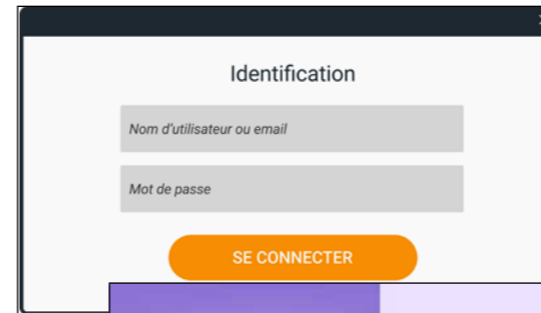 Identification
Nom d'utilisateur ou email
Mot de passe
SE CONNECTER